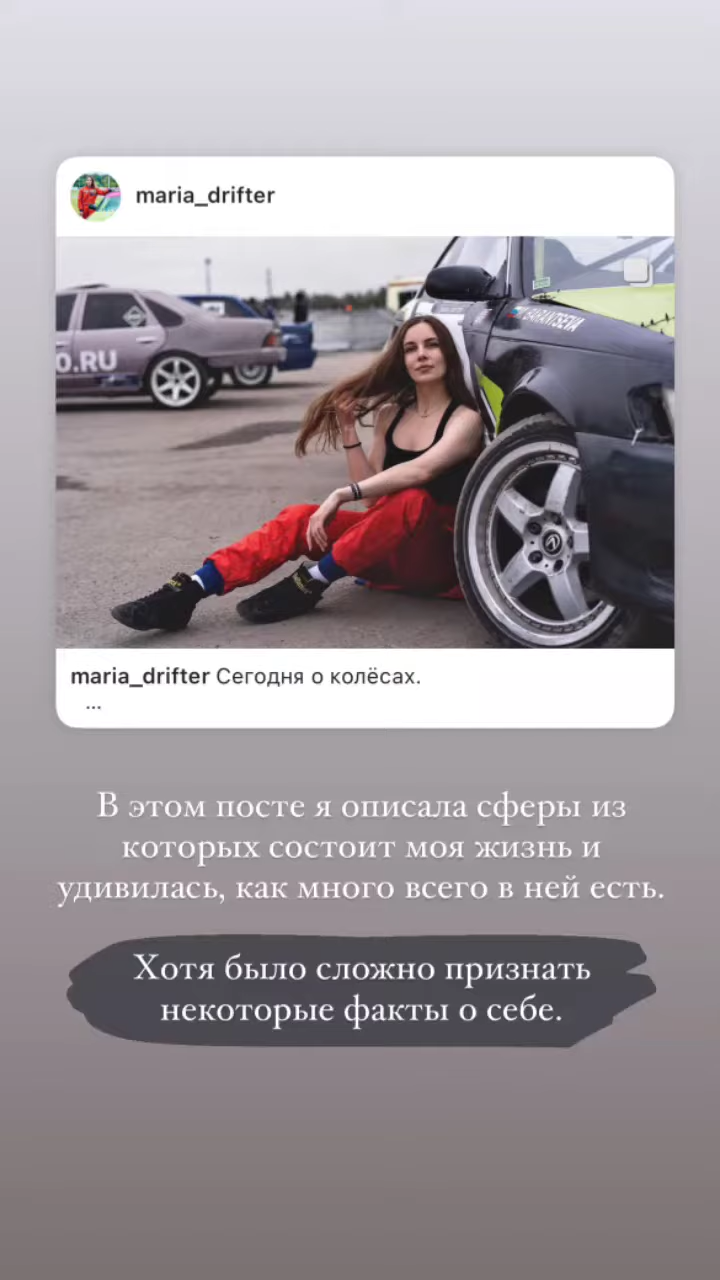 maria_drifter
O.RU
BARANTSEVA
maria_drifter Сегодня о колёсах.
...
В этом посте я описала сферы из
которых состоит моя жизнь и
удивилась, как много всего в ней есть.
Хотя было сложно признать
некоторые факты о себе.